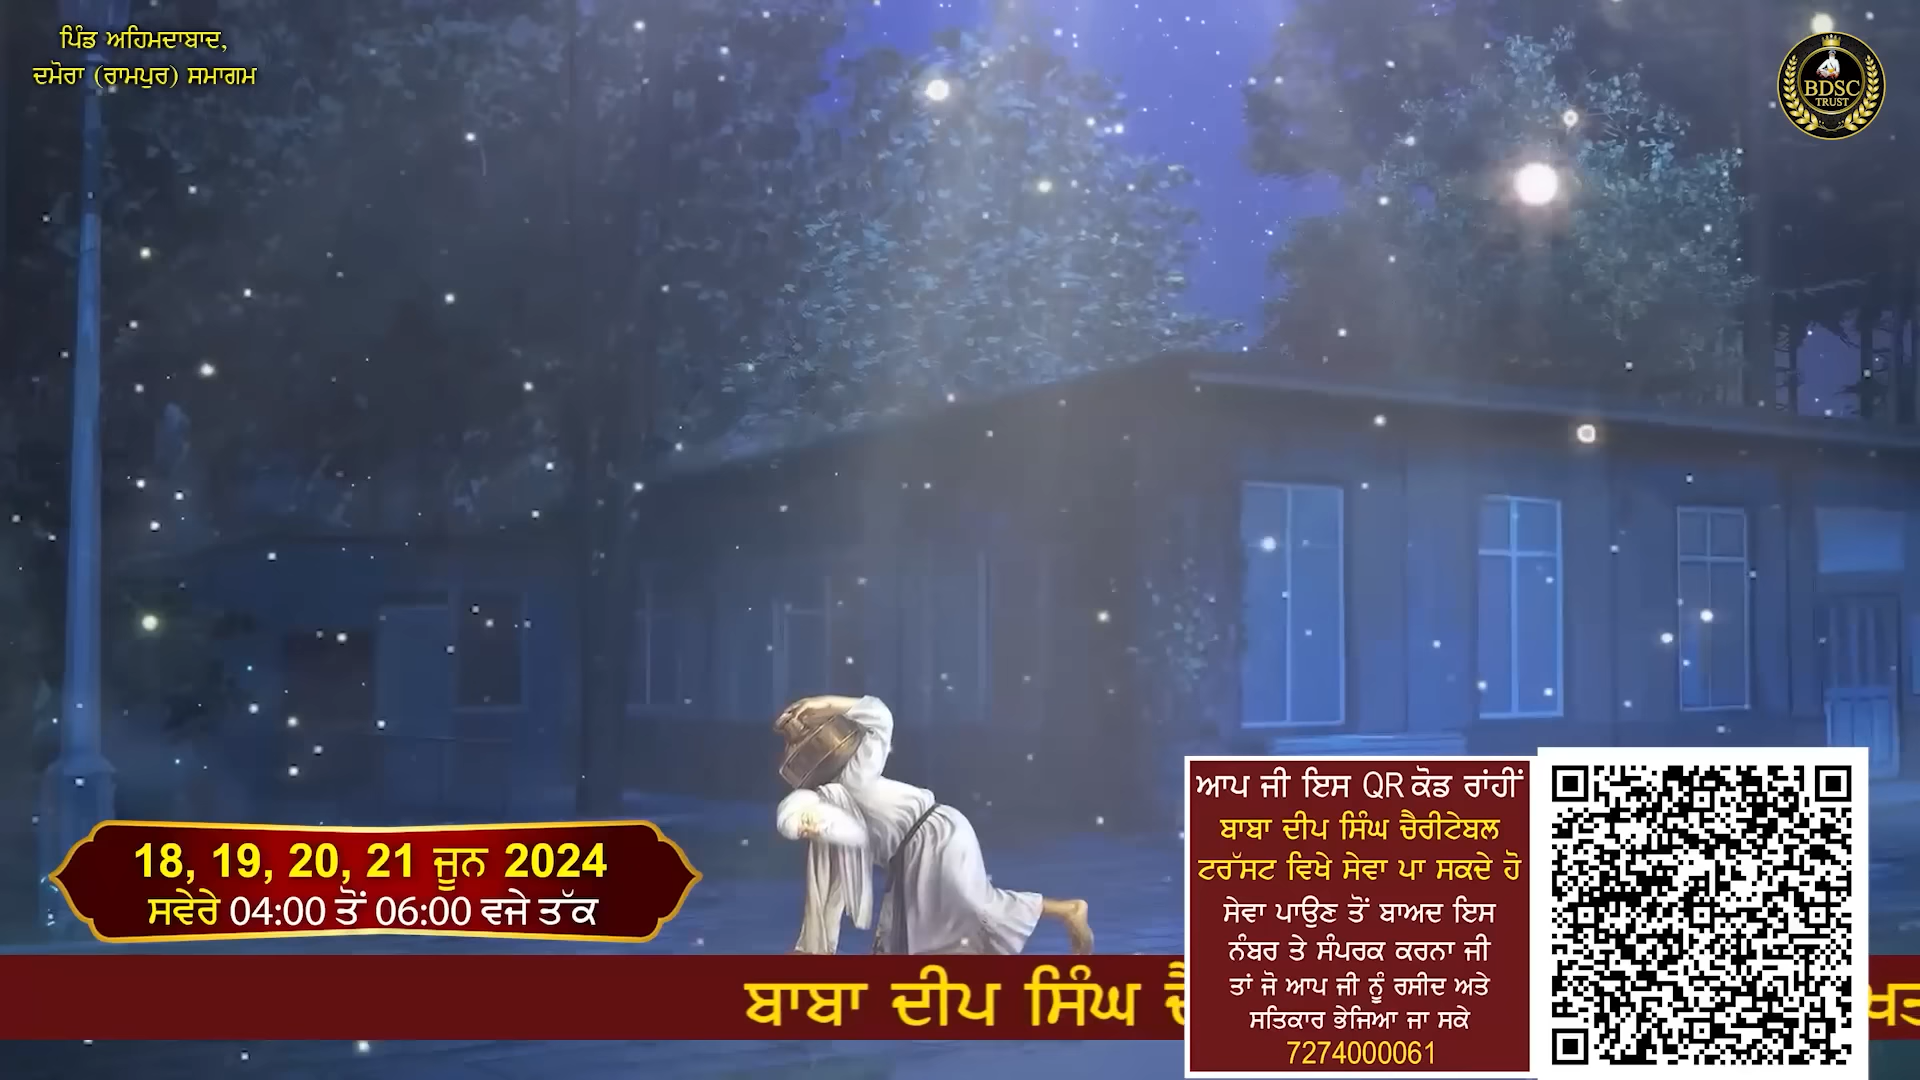 ਪਿੰਡ ਅਹਿਮਦਾਬਾਦ,
ਦਮੋਰਾ (ਰਾਮਪੁਰ) ਸਮਾਗਮ
BDSC
TRUST
18, 19, 20, 21 ਜੂਨ 2024
ਸਵੇਰੇ 04:00 ਤੋਂ 06:00 ਵਜੇ ਤੱਕ
ਆਪ ਜੀ ਇਸ QR ਕੋਡ ਰਾਂਹੀਂ
ਬਾਬਾ ਦੀਪ ਸਿੰਘ ਚੈਰੀਟੇਬਲ
ਟਰੱਸਟ ਵਿਖੇ ਸੇਵਾ ਪਾ ਸਕਦੇ ਹੋ
ਸੇਵਾ ਪਾਉਣ ਤੋਂ ਬਾਅਦ ਇਸ
ਨੰਬਰ ਤੇ ਸੰਪਰਕ ਕਰਨਾ ਜੀ
ਤਾਂ ਜੋ ਆਪ ਜੀ ਨੂੰ ਰਸੀਦ ਅਤੇ
ਸਤਿਕਾਰ ਭੇਜਿਆ ਜਾ ਸਕੇ
7274000061
ਬਾਬਾ ਦੀਪ ਸਿੰਘ